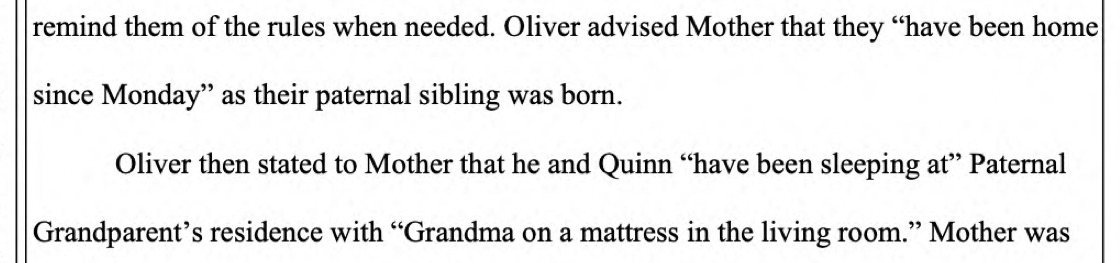 remind them of the rules when needed. Oliver advised Mother that they “have been home
since Monday” as their paternal sibling was born.
Oliver then stated to Mother that he and Quinn “have been sleeping at” Paternal
Grandparent’s residence with “Grandma on a mattress in the living room.” Mother was